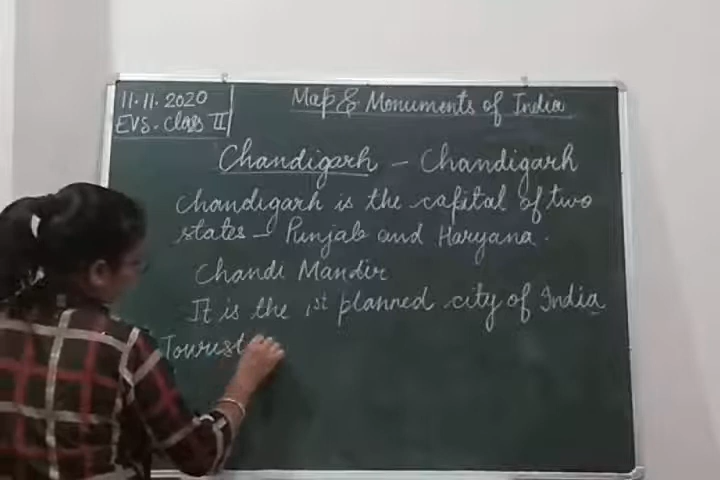 11.11.2020
EVS. Class II
Map & Monuments of India
Chandigarh - Chandigarh
Chandigarh is the capital of two
states - Punjab and Haryana.
Chandi Mandir
It is the 1st planned city of India
Tourist